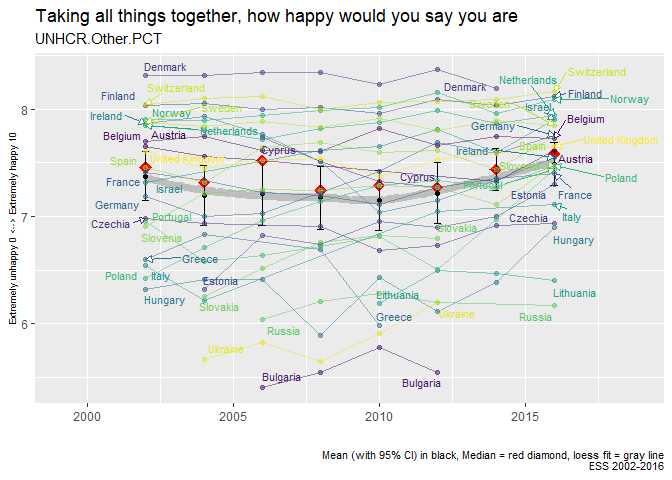 Taking all things together, how happy would you say you are
UNHCR.Other.PCT
Extremely unhappy 0 <-> Extremely happy 10
8
7
6
Denmark
Switzerland
Finland
Ireland
Norway
Sweden
Netherlands
Belgium
Austria
Spain
United Kingdom
Cyprus
France
Israel
Germany
Portugal
Czechia
Slovenia
Greece
Poland
Italy
Estonia
Hungary
Slovakia
Russia
Ukraine
Bulgaria
Netherlands
Switzerland
Denmark
Finland
Norway
Sweden
Israel
Belgium
Germany
United Kingdom
Spain
Ireland
Austria
Slovenia
Poland
Cyprus
Portugal
Estonia
France
Czechia
Italy
Hungary
Lithuania
Lithuania
Greece
Ukraine
Slovakia
Russia
Bulgaria
2000
2005
2010
2015
Mean (with 95% CI) in black, Median = red diamond, loess fit = gray line
ESS 2002-2016